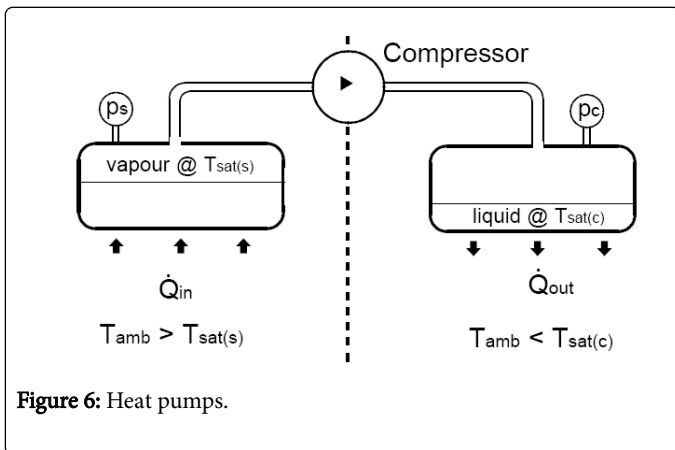 Compressor
ps
pc
vapour @ Tsat(s)
liquid @ Tsat(c)
Q̇in
Q̇out
Tamb > Tsat(s)
Tamb < Tsat(c)
Figure 6: Heat pumps.